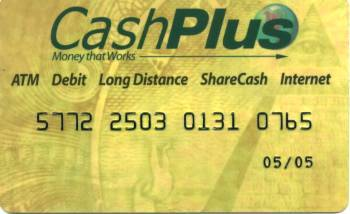 CashPlus
Money that Works
ATM Debit Long Distance ShareCash Internet
5772 2503 0131 0765
05/05